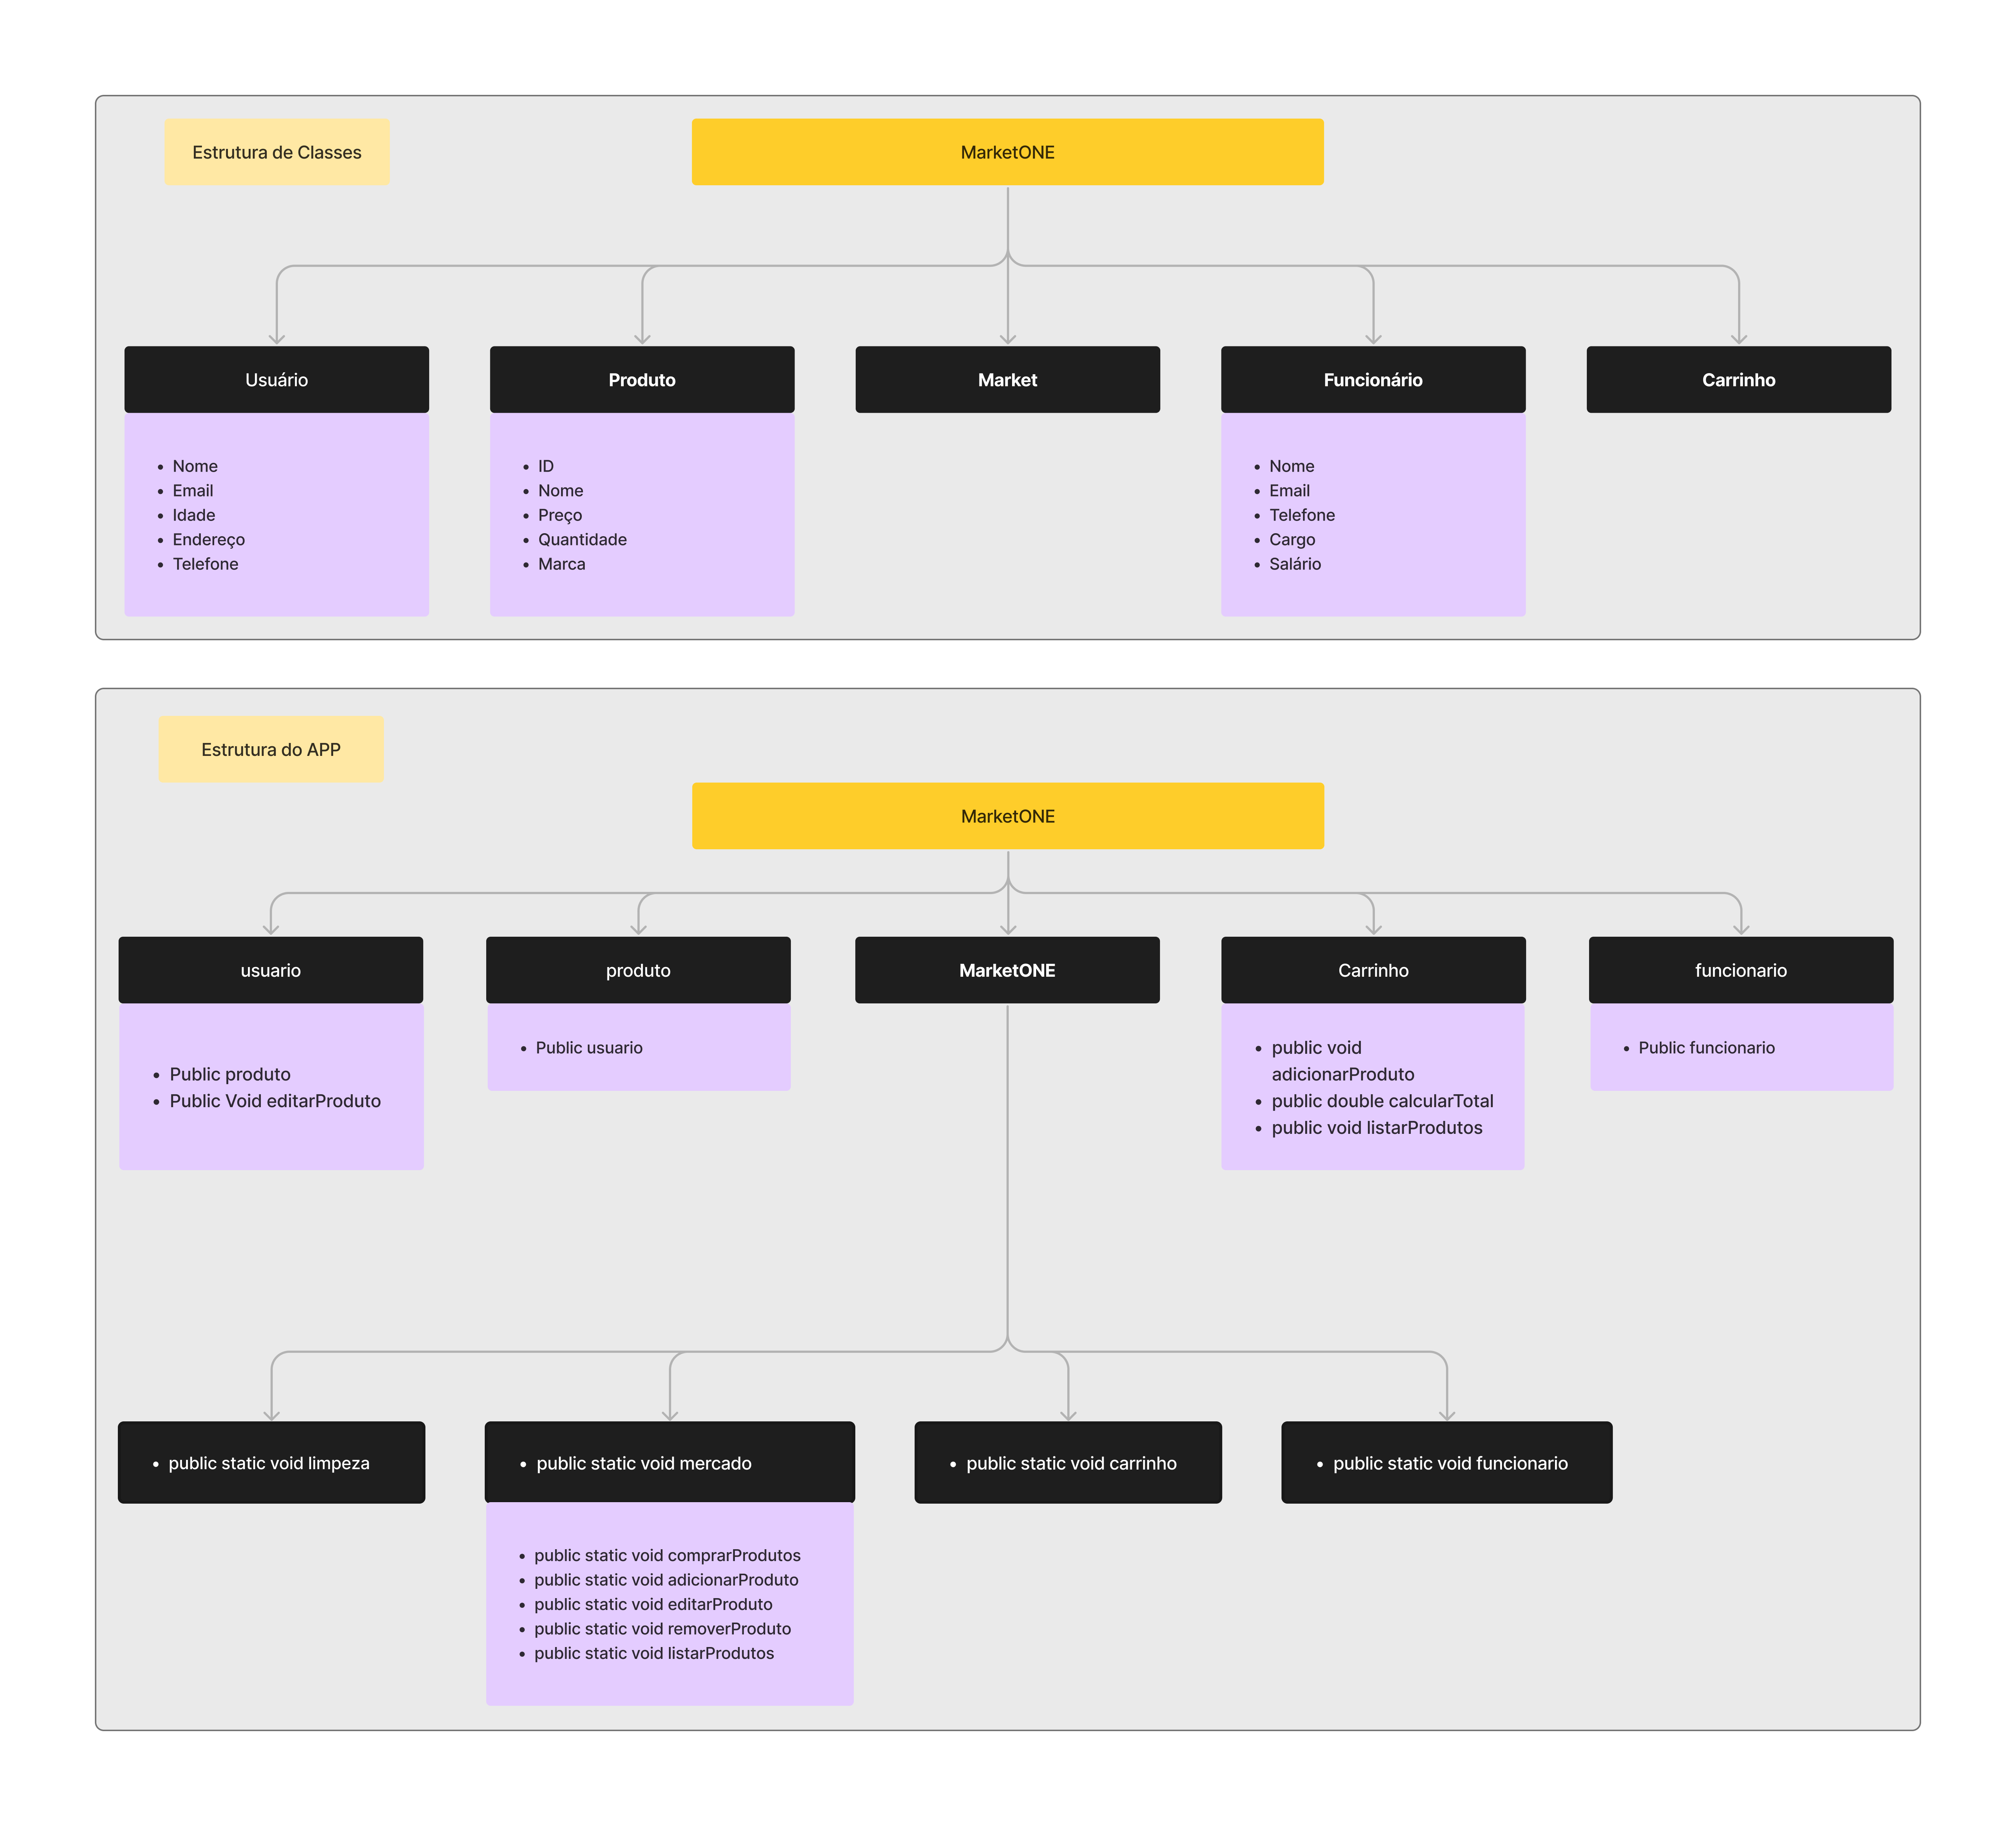 Estrutura de Classes
MarketONE
Usuário
Produto
Market
Funcionário
Carrinho
• Nome
• Email
• Idade
• Endereço
• Telefone
• ID
• Nome
• Preço
• Quantidade
• Marca
• Nome
• Email
• Telefone
• Cargo
• Salário
Estrutura do APP
MarketONE
usuario
produto
MarketONE
Carrinho
funcionario
• Public produto
• Public Void editarProduto
• Public usuario
• public void
adicionarProduto
• public double calcularTotal
• public void listarProdutos
• Public funcionario
• public static void limpeza
• public static void mercado
• public static void carrinho
• public static void funcionario
• public static void comprarProdutos
• public static void adicionarProduto
• public static void editarProduto
• public static void removerProduto
• public static void listarProdutos